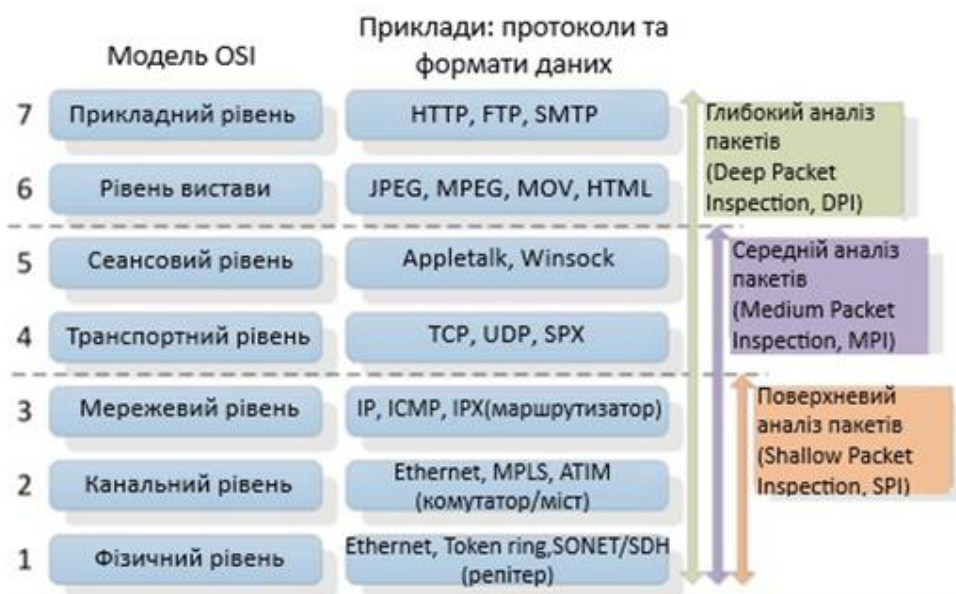 Модель OSI
Приклади: протоколи та
формати даних
7
Прикладний рівень
HTTP, FTP, SMTP
6
Рівень вистави
JPEG, MPEG, MOV, HTML
5
Сеансовий рівень
Appletalk, Winsock
4
Транспортний рівень
TCP, UDP, SPX
3
Мережевий рівень
IP, ICMP, IPX(маршрутизатор)
2
Канальний рівень
Ethernet, MPLS, ATIM
(комутатор/міст)
1
Фізичний рівень
Ethernet, Token ring,SONET/SDH
(репітер)
Глибокий аналіз
пакетів
(Deep Packet
Inspection, DPI)
Середній аналіз
пакетів
(Medium Packet
Inspection, MPI)
Поверхневий
аналіз пакетів
(Shallow Packet
Inspection, SPI)